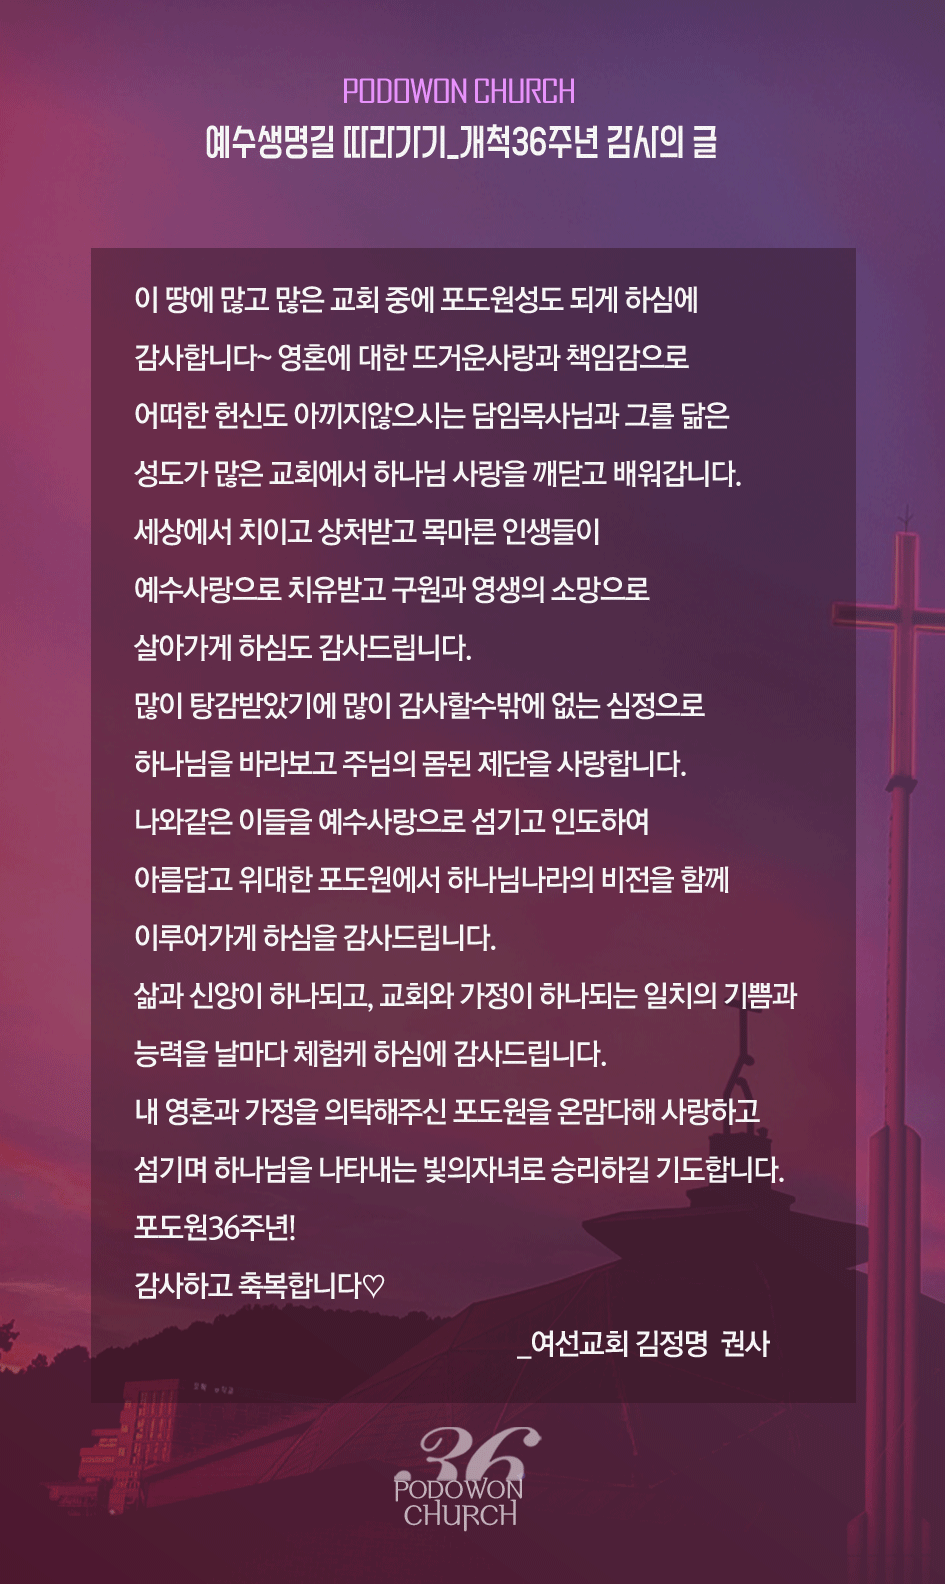 PODOWON CHURCH
예수생명길 따라가기_개척36주년 감사의 글
이 땅에 많고 많은 교회 중에 포도원성도 되게 하심에
감사합니다~ 영혼에 대한 뜨거운사랑과 책임감으로
어떠한 헌신도 아끼지않으시는 담임목사님과 그를 닮은
성도가 많은 교회에서 하나님 사랑을 깨닫고 배워갑니다.
세상에서 치이고 상처받고 목마른 인생들이
예수사랑으로 치유받고 구원과 영생의 소망으로
살아가게 하심도 감사드립니다.
많이 탕감받았기에 많이 감사할수밖에 없는 심정으로
하나님을 바라보고 주님의 몸된 제단을 사랑합니다.
나와같은 이들을 예수사랑으로 섬기고 인도하여
아름답고 위대한 포도원에서 하나님나라의 비전을 함께
이루어가게 하심을 감사드립니다.
삶과 신앙이 하나되고, 교회와 가정이 하나되는 일치의 기쁨과
능력을 날마다 체험케 하심에 감사드립니다.
내 영혼과 가정을 의탁해주신 포도원을 온맘다해 사랑하고
섬기며 하나님을 나타내는 빛의자녀로 승리하길 기도합니다.
포도원36주년!
감사하고 축복합니다♡
_여선교회 김정명 권사
36
PODOWON
CHURCH